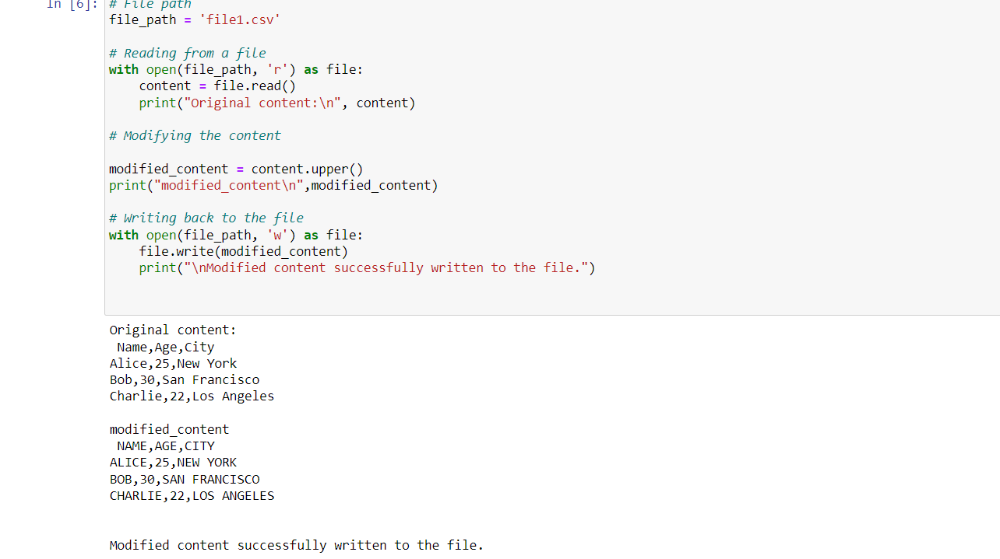 In [6]: # File path
file_path = 'file1.csv'
# Reading from a file
with open(file_path, 'r') as file:
    content = file.read()
    print("Original content:\n", content)
# Modifying the content
modified_content = content.upper()
print("modified_content\n",modified_content)
# Writing back to the file
with open(file_path, 'w') as file:
    file.write(modified_content)
    print("\nModified content successfully written to the file.")
Original content:
 Name,Age,City
Alice,25,New York
Bob,30,San Francisco
Charlie,22,Los Angeles
modified_content
 NAME,AGE,CITY
ALICE,25,NEW YORK
BOB,30,SAN FRANCISCO
CHARLIE,22,LOS ANGELES
Modified content successfully written to the file.